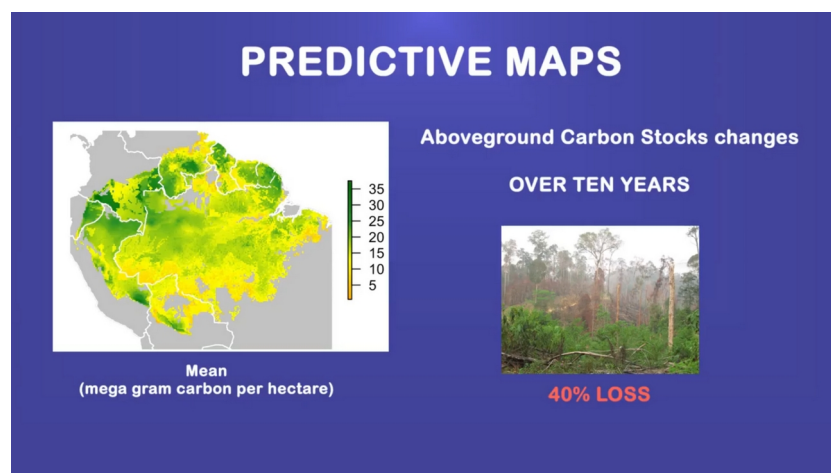 PREDICTIVE MAPS
35
30
25
20
15
10
5
Mean
(mega gram carbon per hectare)
Aboveground Carbon Stocks changes
OVER TEN YEARS
40% LOSS